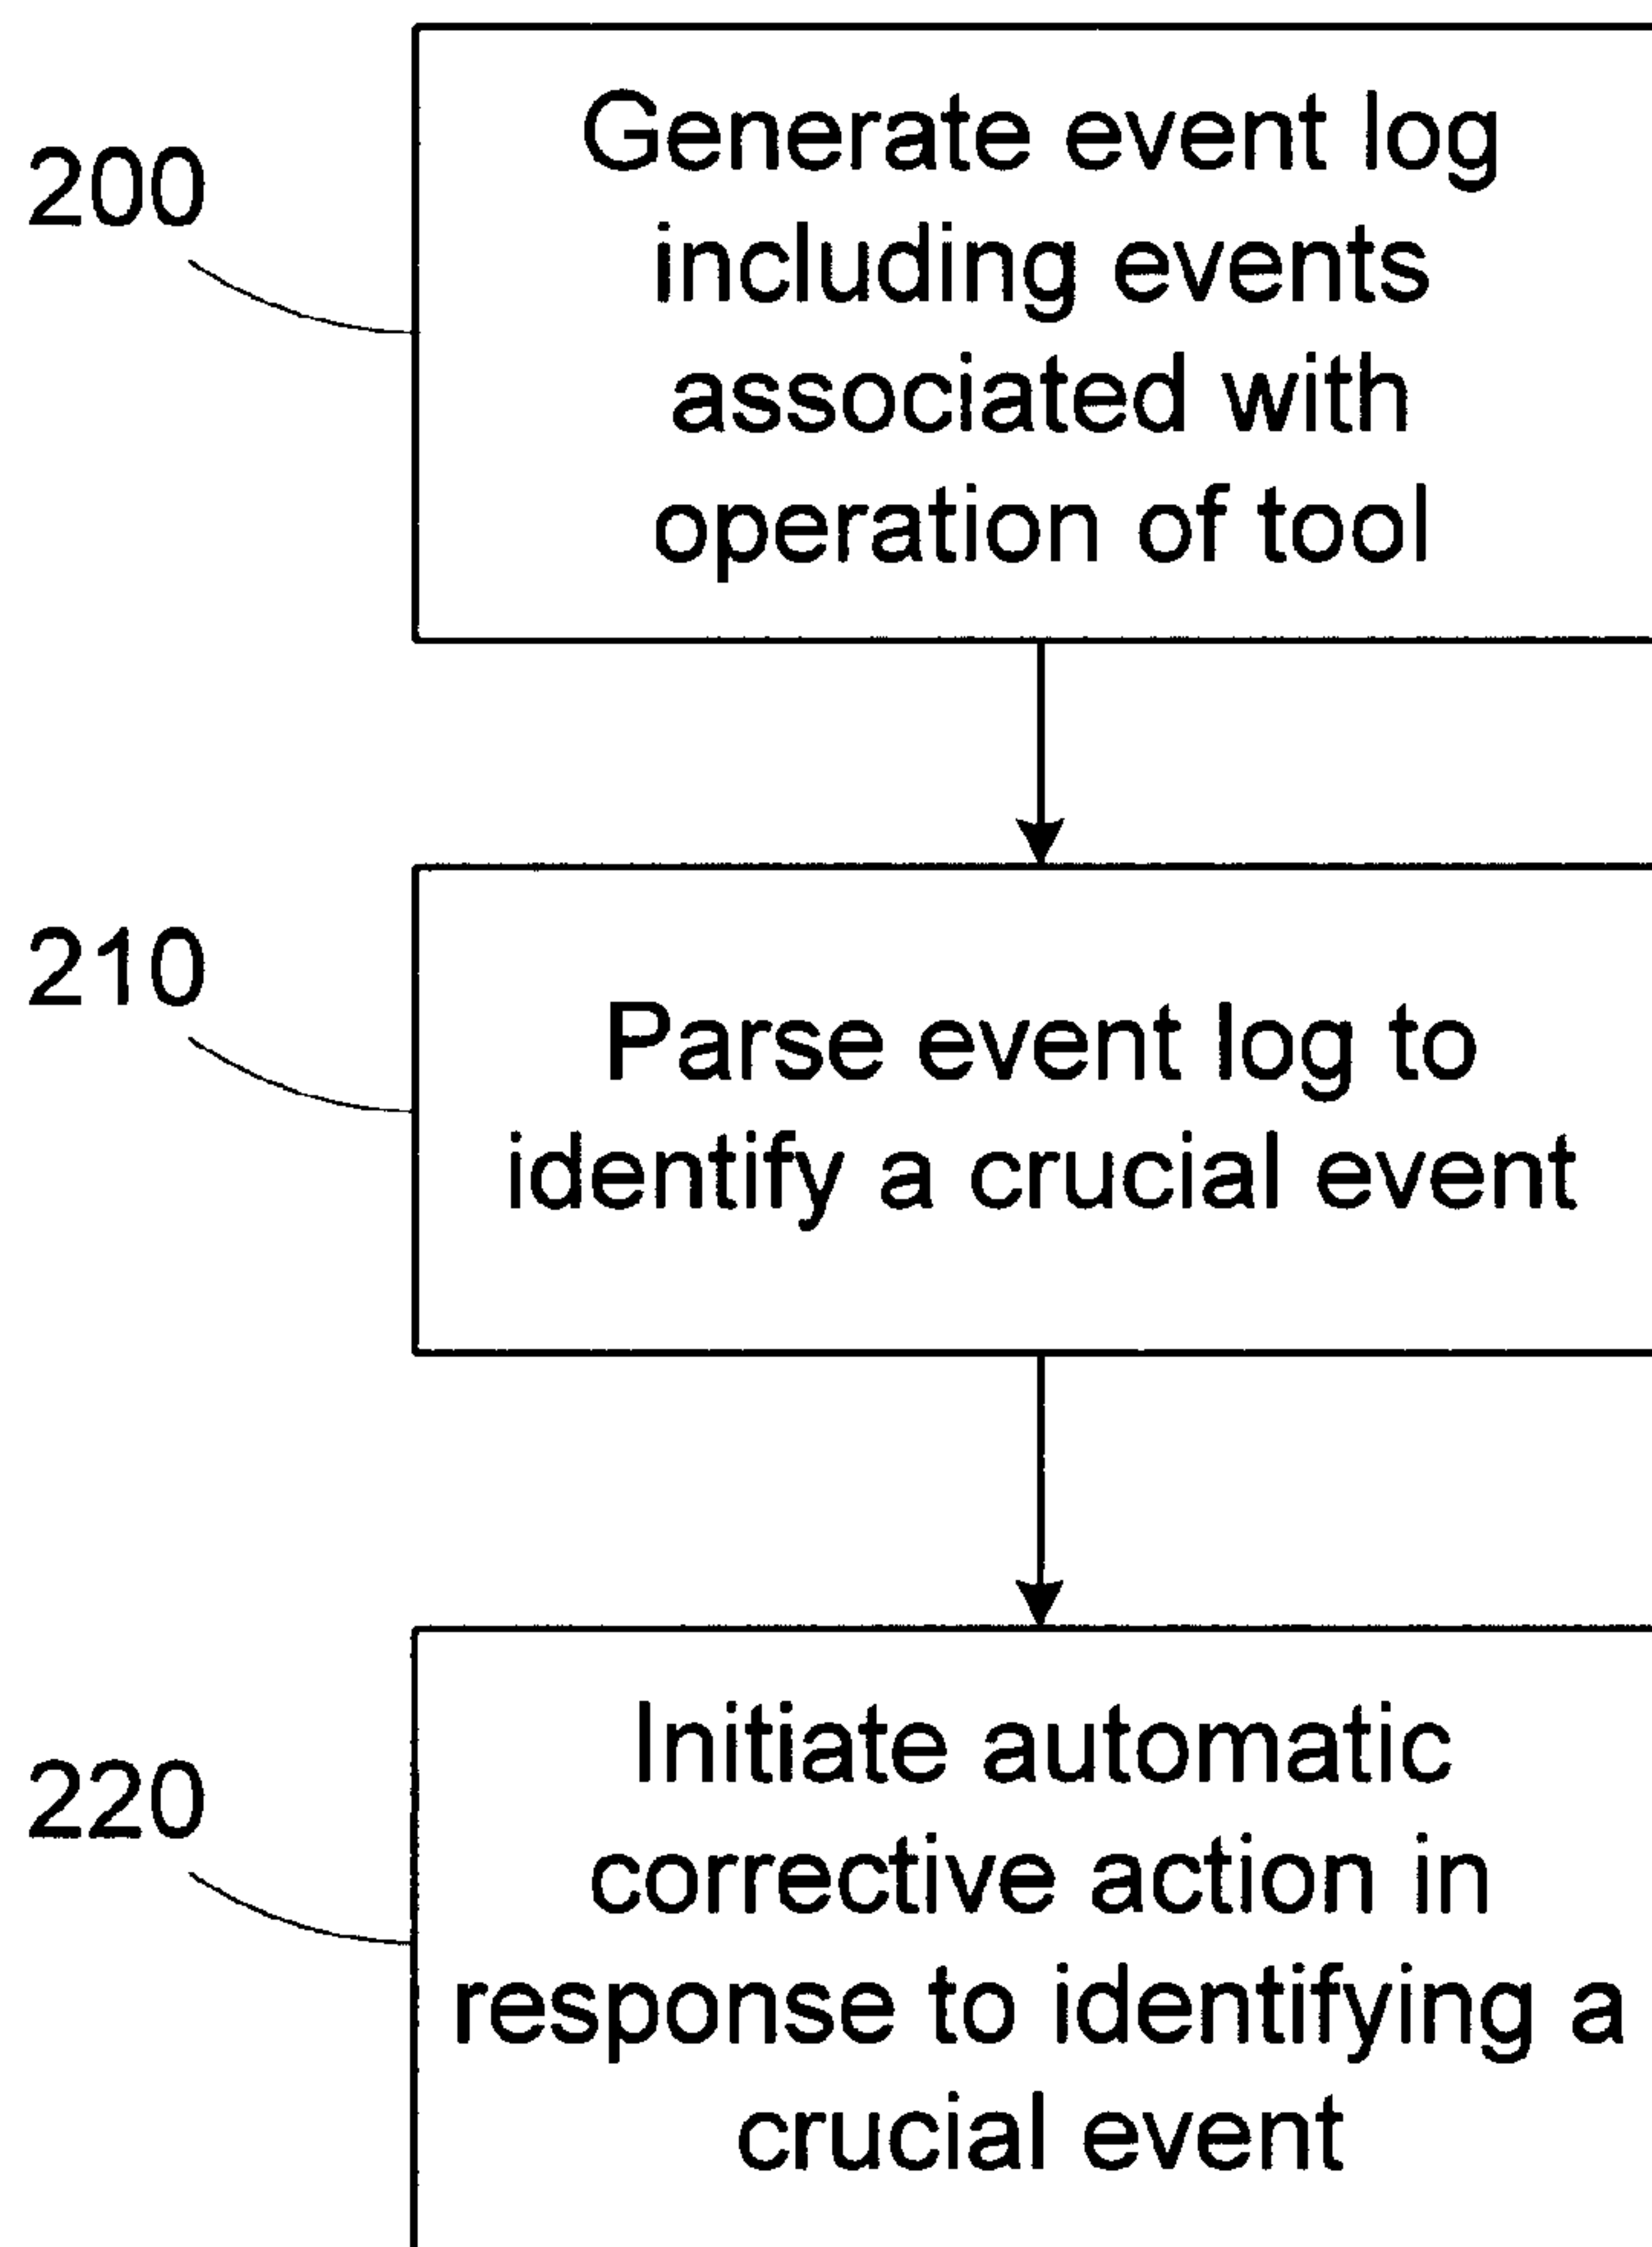 200
Generate event log
including events
associated with
operation of tool
210
Parse event log to
identify a crucial event
220
Initiate automatic
corrective action in
response to identifying a
crucial event